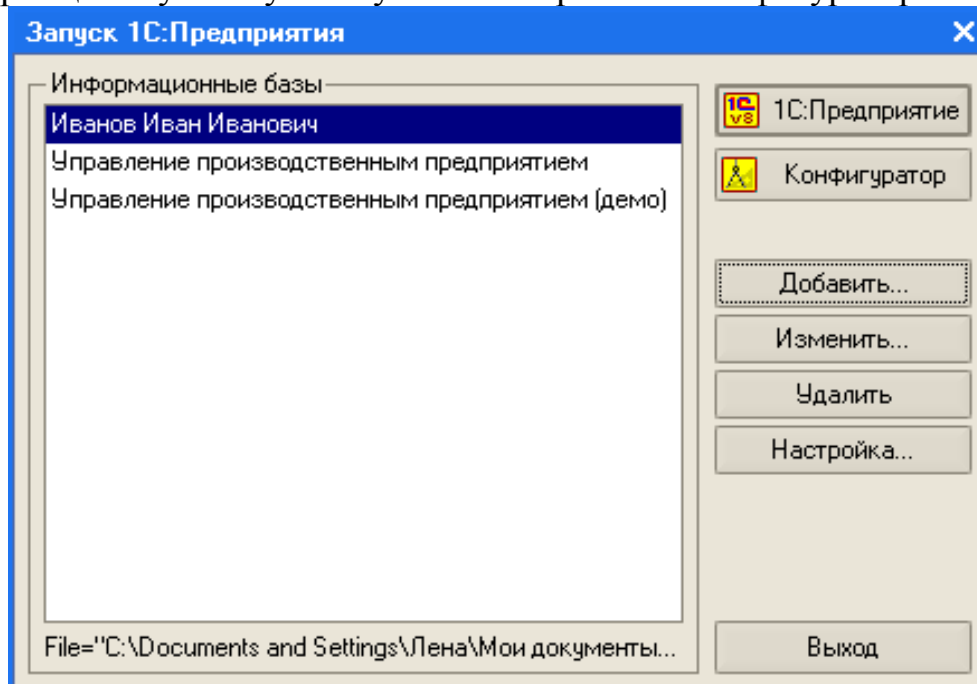 Запуск 1С:Предприятия
Информационные базы
Иванов Иван Иванович
Управление производственным предприятием
Управление производственным предприятием (демо)
File="C:\Documents and Settings\Лена\Мои документы...
1С:Предприятие
Конфигуратор
Добавить...
Изменить...
Удалить
Настройка...
Выход